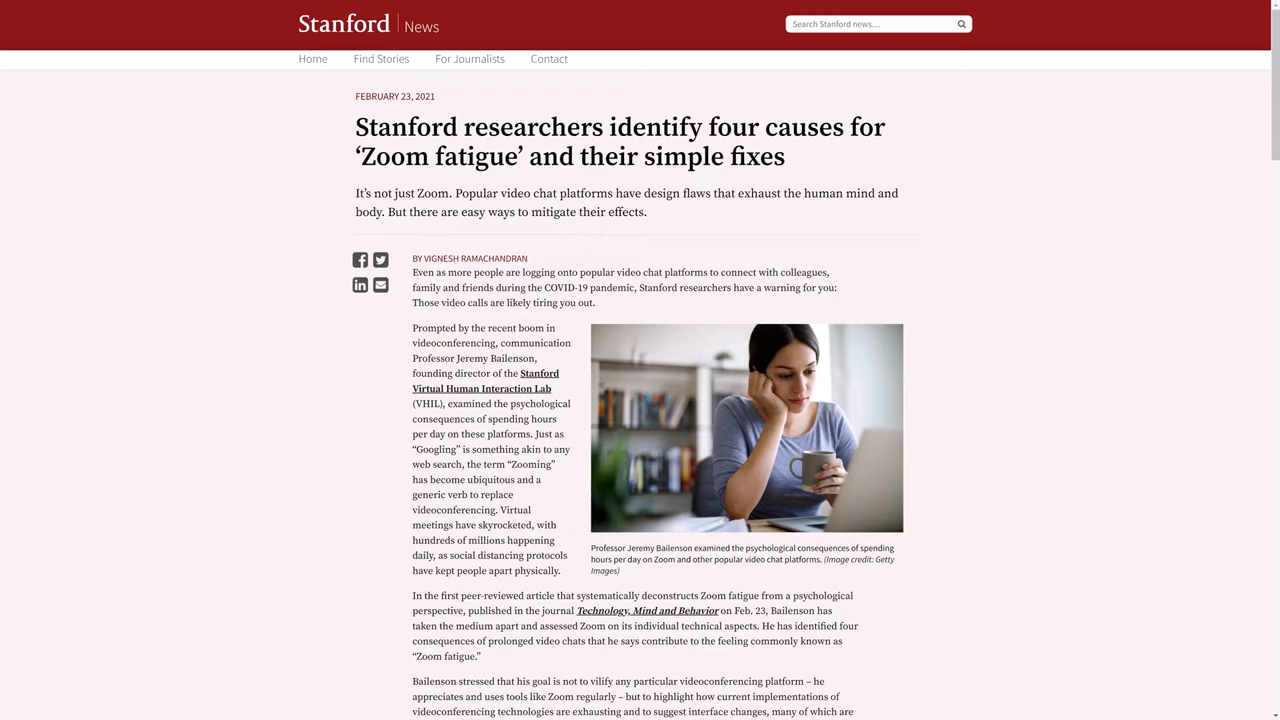 Stanford News
Search Stanford news...
Home Find Stories For Journalists Contact
FEBRUARY 23, 2021
Stanford researchers identify four causes for
‘Zoom fatigue’ and their simple fixes
It’s not just Zoom. Popular video chat platforms have design flaws that exhaust the human mind and
body. But there are easy ways to mitigate their effects.
BY VIGNESH RAMACHANDRAN
Even as more people are logging onto popular video chat platforms to connect with colleagues,
family and friends during the COVID-19 pandemic, Stanford researchers have a warning for you:
Those video calls are likely tiring you out.
Prompted by the recent boom in
videoconferencing, communication
Professor Jeremy Bailenson,
founding director of the Stanford
Virtual Human Interaction Lab
(VHIL), examined the psychological
consequences of spending hours
per day on these platforms. Just as
“Googling” is something akin to any
web search, the term “Zooming”
has become ubiquitous and a
generic verb to replace
videoconferencing. Virtual
meetings have skyrocketed, with
hundreds of millions happening
daily, as social distancing protocols
have kept people apart physically.
Professor Jeremy Bailenson examined the psychological consequences of spending
hours per day on Zoom and other popular video chat platforms. (Image credit: Getty
Images)
In the first peer-reviewed article that systematically deconstructs Zoom fatigue from a psychological
perspective, published in the journal Technology, Mind and Behavior on Feb. 23, Bailenson has
taken the medium apart and assessed Zoom on its individual technical aspects. He has identified four
consequences of prolonged video chats that he says contribute to the feeling commonly known as
“Zoom fatigue.”
Bailenson stressed that his goal is not to vilify any particular videoconferencing platform – he
appreciates and uses tools like Zoom regularly – but to highlight how current implementations of
videoconferencing technologies are exhausting and to suggest interface changes, many of which are